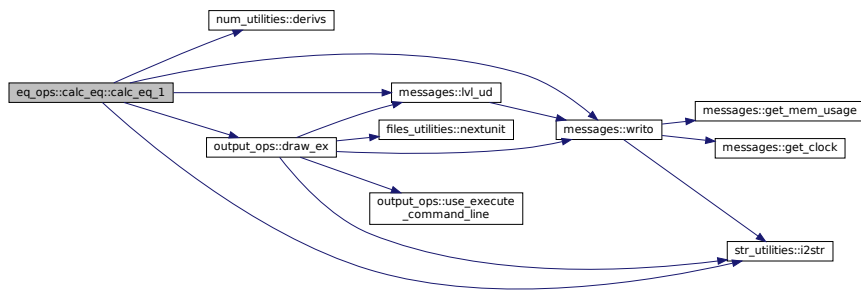 num_utilities::derivs
eq_ops::calc_eq::calc_eq_1
messages::lvl_ud
messages::get_mem_usage
files_utilities::nextunit
messages::writo
output_ops::draw_ex
messages::get_clock
output_ops::use_execute
_command_line
str_utilities::i2str